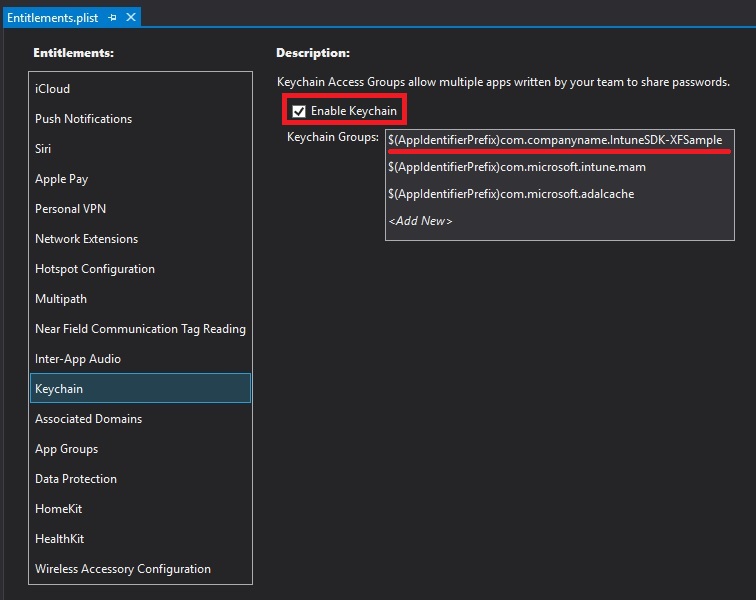 Entitlements.plist
Entitlements:
Description:
iCloud
Push Notifications
Siri
Apple Pay
Personal VPN
Network Extensions
Hotspot Configuration
Multipath
Near Field Communication Tag Reading
Inter-App Audio
Keychain
Associated Domains
App Groups
Data Protection
HomeKit
HealthKit
Wireless Accessory Configuration
Keychain Access Groups allow multiple apps written by your team to share passwords.
Enable Keychain
Keychain Groups:
$(AppIdentifierPrefix)com.companyname.IntuneSDK-XFSample
$(AppIdentifierPrefix)com.microsoft.intune.mam
$(AppIdentifierPrefix)com.microsoft.adalcache
<Add New>